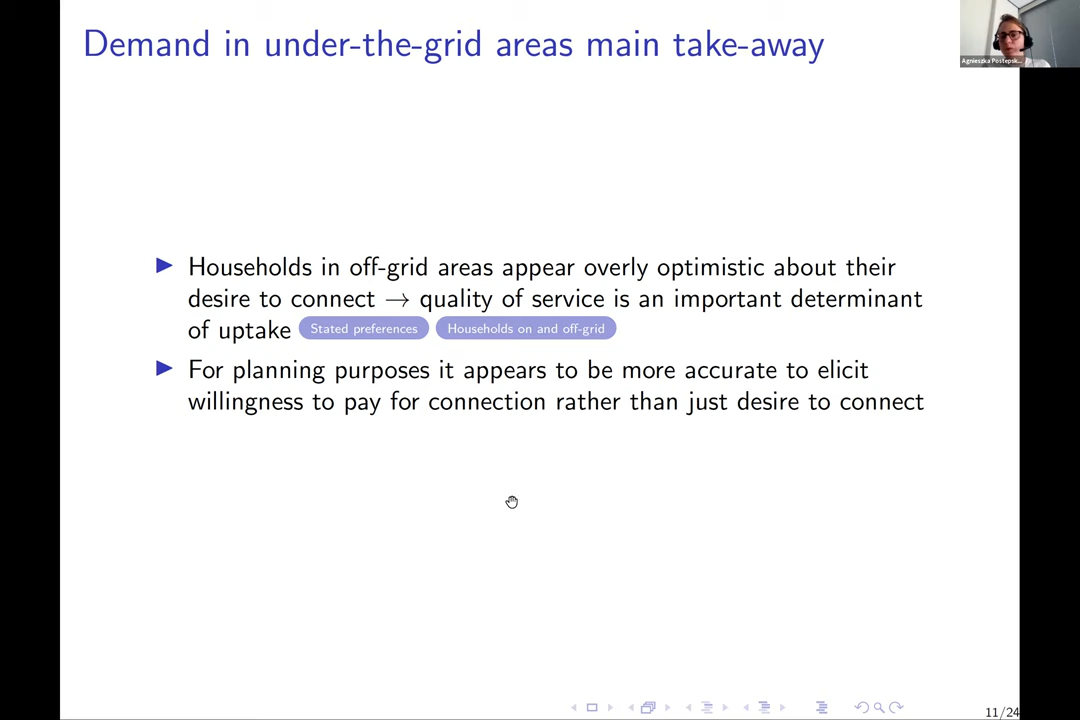 Demand in under-the-grid areas main take-away
Agnieszka Postepsk...
▶ Households in off-grid areas appear overly optimistic about their
desire to connect → quality of service is an important determinant
of uptake Stated preferences Households on and off-grid
▶ For planning purposes it appears to be more accurate to elicit
willingness to pay for connection rather than just desire to connect
11/24